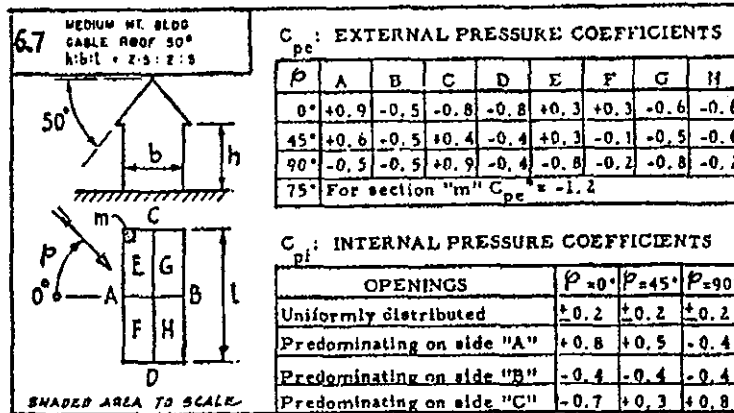 6.7
MEDIUM HT. BLDG
GABLE ROOF 50°
h:b:l = 2.5 : 2 : 5
50°
b
h
m
C
E G
A B
0°
F H
D
l
SHADED AREA TO SCALE
C pe : EXTERNAL PRESSURE COEFFICIENTS
β A B C D E F G H
0° +0.9 -0.5 -0.8 -0.8 +0.3 +0.3 -0.6
45° +0.6 -0.5 +0.4 -0.4 +0.3 -0.1 -0.5
90° -0.5 -0.5 +0.9 -0.4 -0.8 -0.2 -0.8 -0.2
75° For section "m" C pe * = -1.2
C pi : INTERNAL PRESSURE COEFFICIENTS
OPENINGS β=0° β=45° β=90
Uniformly distributed ±0.2 ±0.2 ±0.2
Predominating on side "A" +0.8 +0.5 -0.4
Predominating on side "B" -0.4 -0.4 -0.4
Predominating on side "C" -0.7 +0.3 +0.8